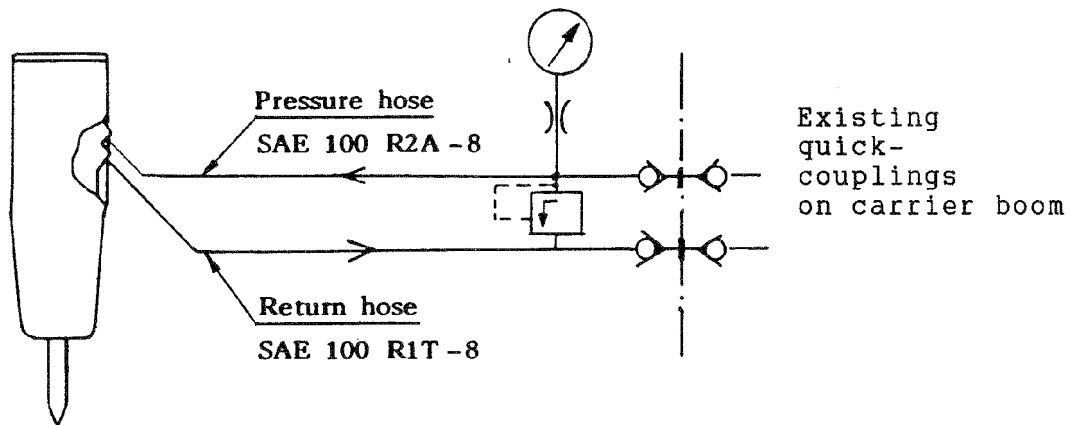 Pressure hose
SAE 100 R2A-8
Existing
quick-
couplings
on carrier boom
Return hose
SAE 100 R1T-8